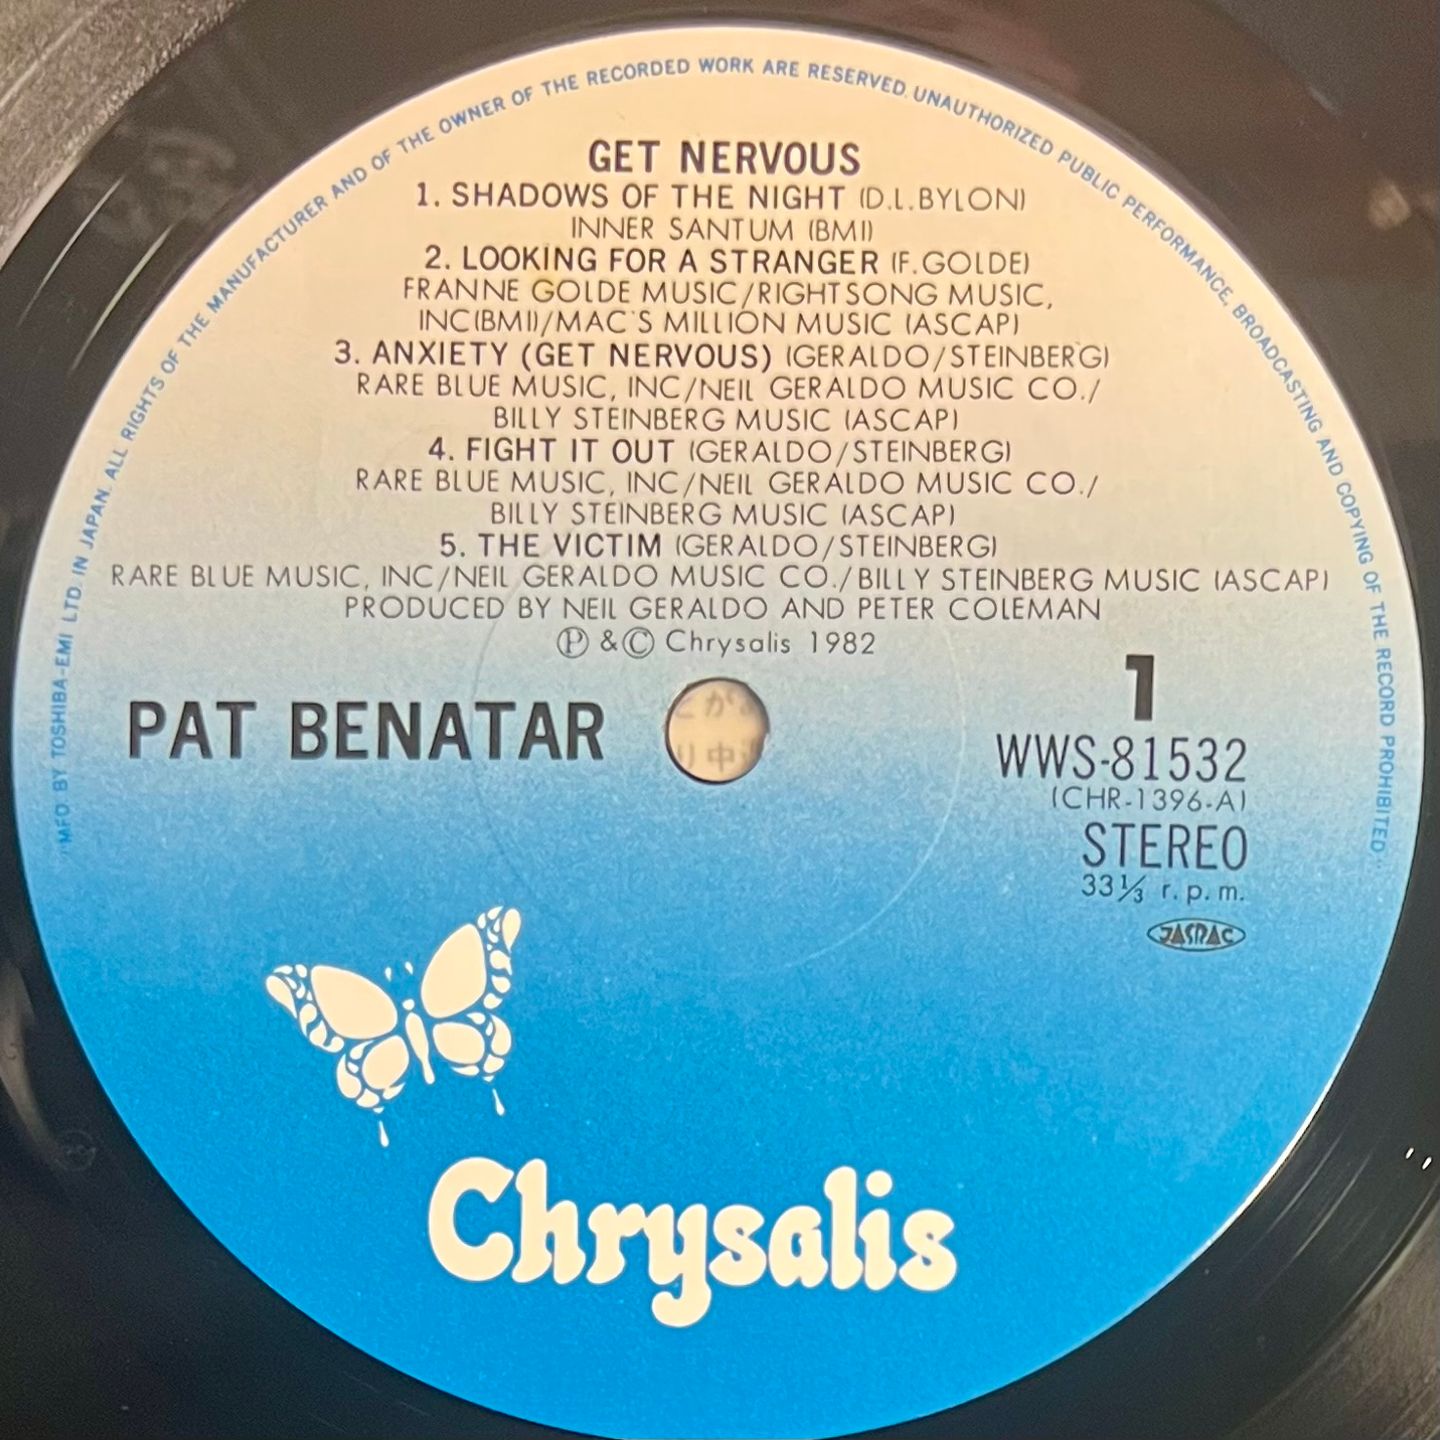 "MFD BY TOSHIBA-EMI LTD. IN JAPAN. ALL RIGHTS OF THE MANUFACTURER AND OF THE OWNER OF THE RECORDED WORK ARE RESERVED. UNAUTHORIZED PUBLIC PERFORMANCE, BROADCASTING AND COPYING OF THE RECORD PROHIBITED"
GET NERVOUS
1. SHADOWS OF THE NIGHT (D.L.BYLON)
INNER SANTUM (BMI)
2. LOOKING FOR A STRANGER (F.GOLDE)
FRANNE GOLDE MUSIC/RIGHTSONG MUSIC,
INC(BMI)/MAC'S MILLION MUSIC (ASCAP)
3. ANXIETY (GET NERVOUS) (GERALDO/STEINBERG)
RARE BLUE MUSIC, INC/NEIL GERALDO MUSIC CO./
BILLY STEINBERG MUSIC (ASCAP)
4. FIGHT IT OUT (GERALDO/STEINBERG)
RARE BLUE MUSIC, INC/NEIL GERALDO MUSIC CO./
BILLY STEINBERG MUSIC (ASCAP)
5. THE VICTIM (GERALDO/STEINBERG)
RARE BLUE MUSIC, INC/NEIL GERALDO MUSIC CO./BILLY STEINBERG MUSIC (ASCAP)
PRODUCED BY NEIL GERALDO AND PETER COLEMAN
Ⓟ & Ⓒ Chrysalis 1982
PAT BENATAR
1
WWS-81532
(CHR-1396-A)
STEREO
33 1/3 r.p.m.
JASRAC
Chrysalis